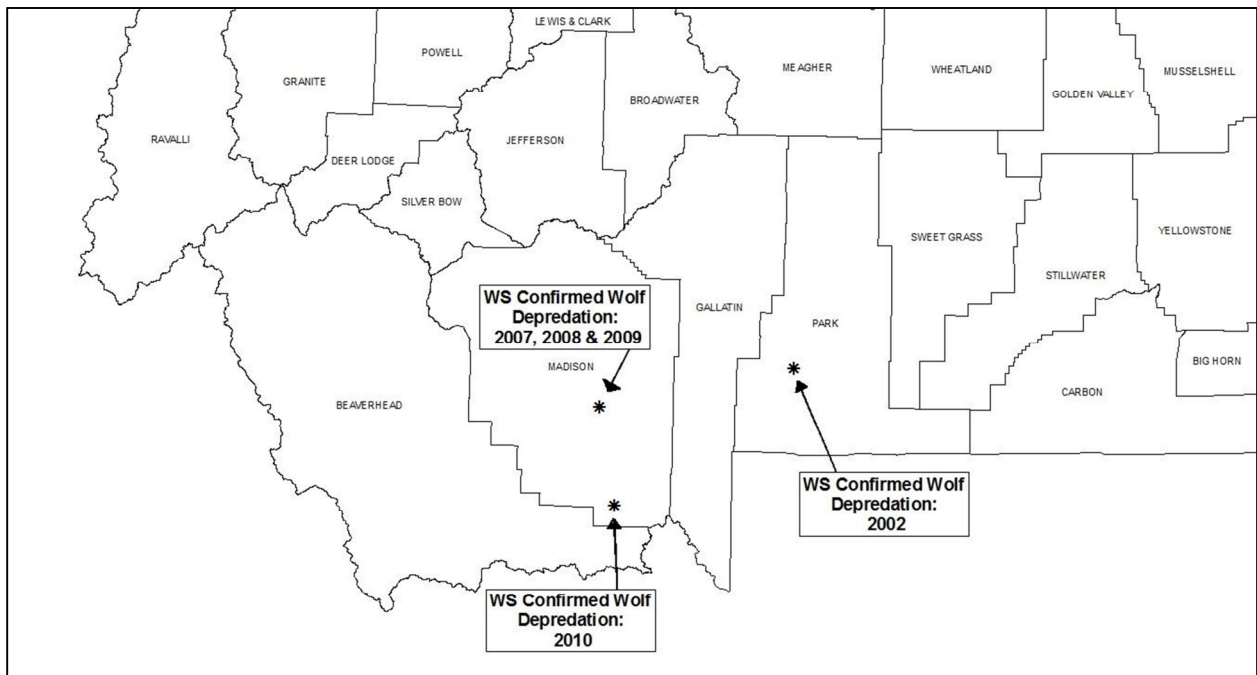 LEWIS & CLARK
POWELL
GRANITE
MEAGHER
WHEATLAND
MUSSELSHELL
GOLDEN VALLEY
BROADWATER
RAVALLI
JEFFERSON
DEER LODGE
SILVER BOW
YELLOWSTONE
SWEET GRASS
STILLWATER
WS Confirmed Wolf
Depredation:
2007, 2008 & 2009
GALLATIN
PARK
MADISON
BIG HORN
CARBON
BEAVERHEAD
WS Confirmed Wolf
Depredation:
2002
WS Confirmed Wolf
Depredation:
2010